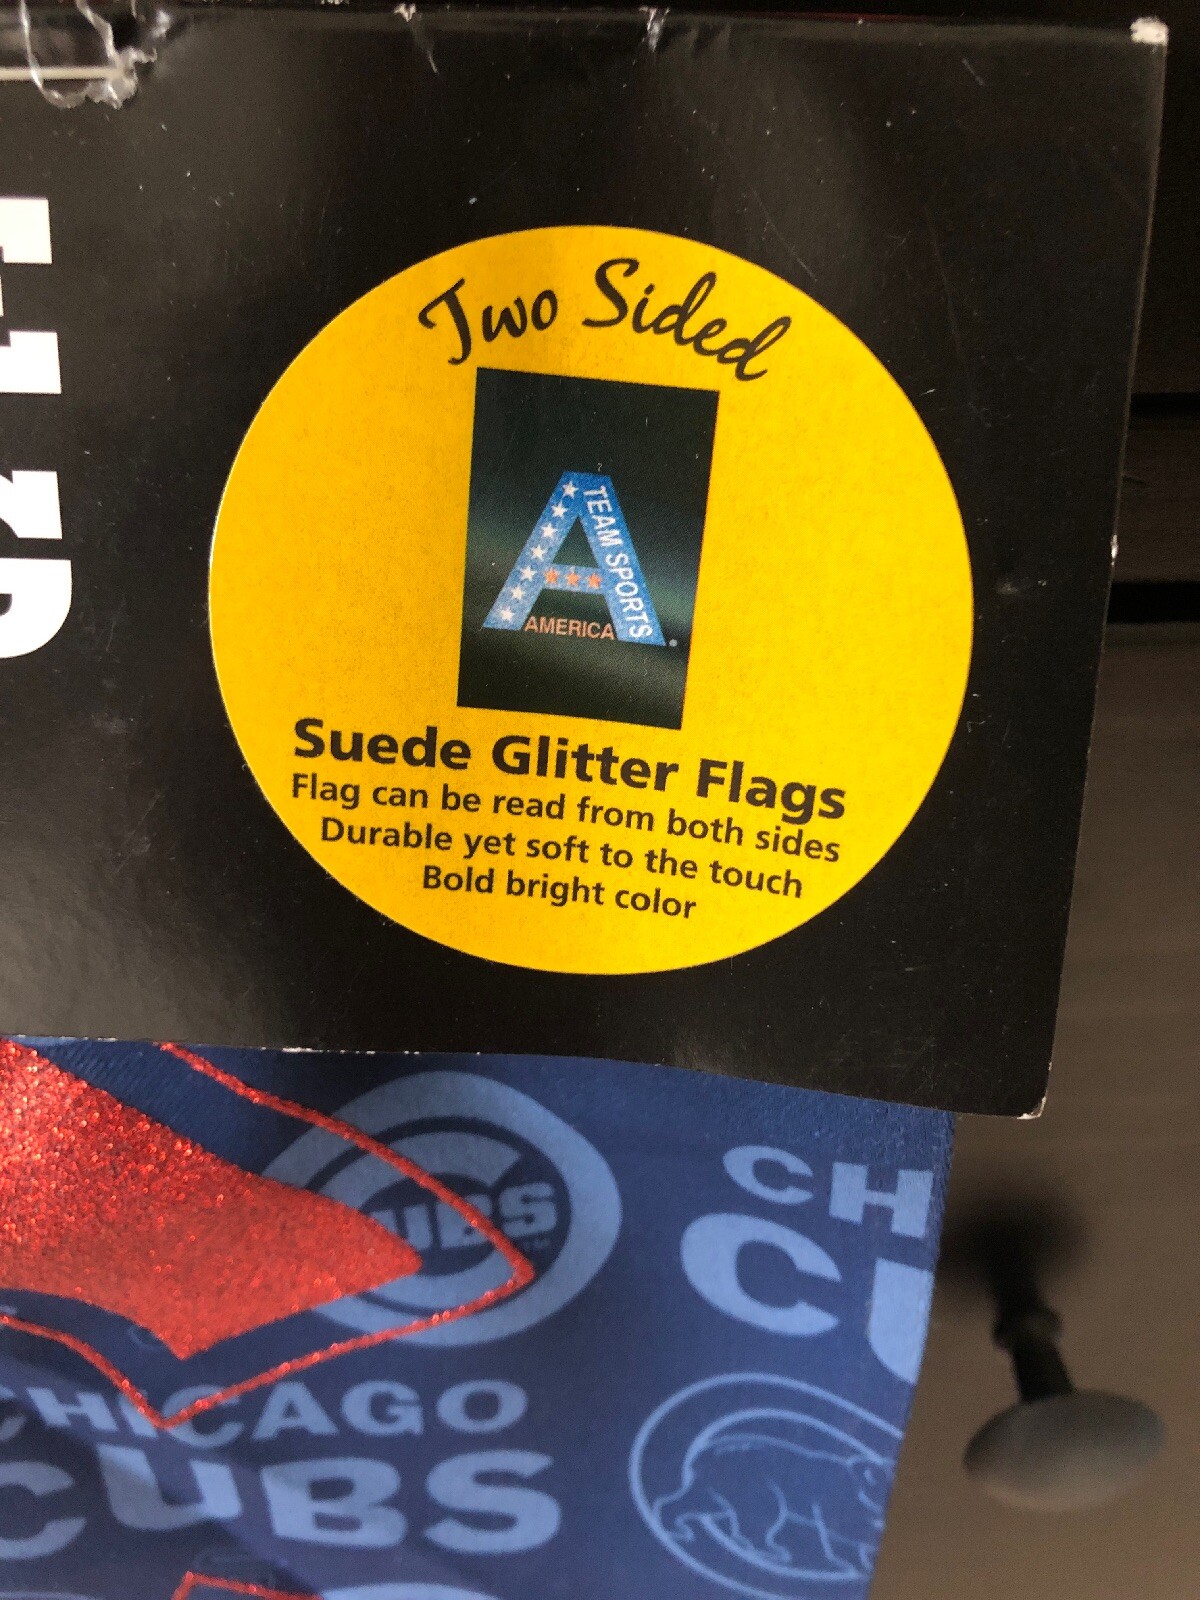 Two Sided
TEAM SPORTS
AMERICA
Suede Glitter Flags
Flag can be read from both sides
Durable yet soft to the touch
Bold bright color
CUBS
CH
CU
CHICAGO
CUBS